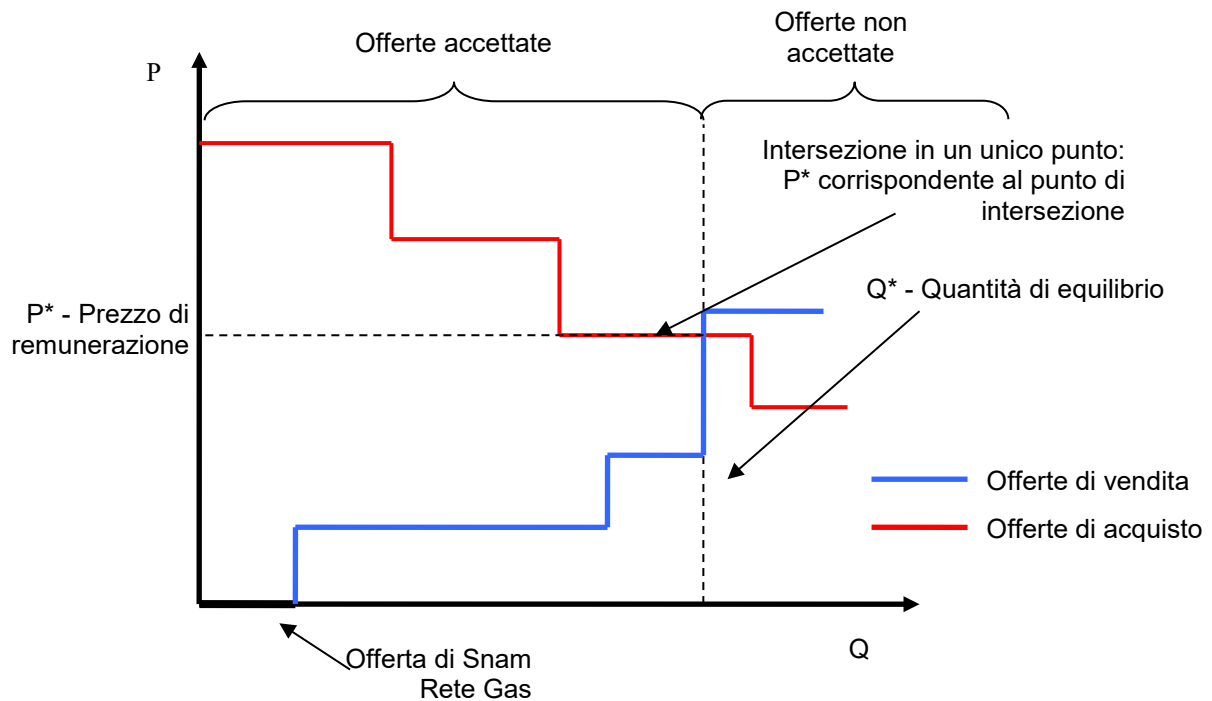 Offerte accettate
Offerte non
accettate
P
Intersezione in un unico punto:
P* corrispondente al punto di
intersezione
Q* - Quantità di equilibrio
P* - Prezzo di
remunerazione
Offerte di vendita
Offerte di acquisto
Q
Offerta di Snam
Rete Gas